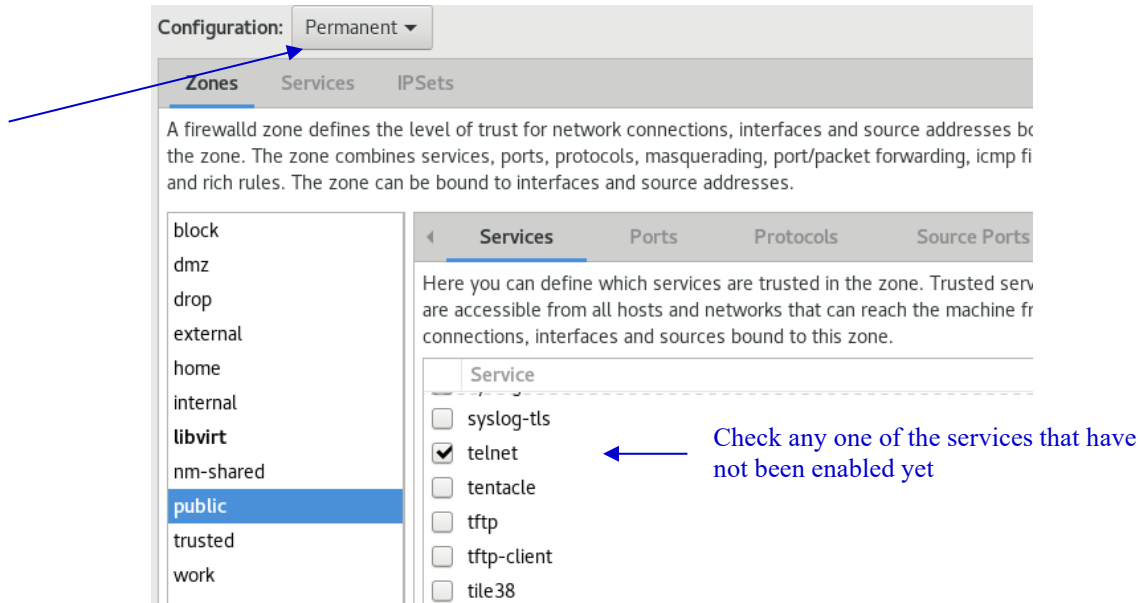 Configuration: Permanent
Zones Services IPSets
A firewalld zone defines the level of trust for network connections, interfaces and source addresses
the zone. The zone combines services, ports, protocols, masquerading, port/packet forwarding, icmp
and rich rules. The zone can be bound to interfaces and source addresses.
block
dmz
drop
external
home
internal
libvirt
nm-shared
public
trusted
work
Services Ports Protocols Source Ports
Here you can define which services are trusted in the zone. Trusted
are accessible from all hosts and networks that can reach the machine
connections, interfaces and sources bound to this zone.
Service
syslog-tls
telnet
tentacle
tftp
tftp-client
tile38
Check any one of the services that have
not been enabled yet